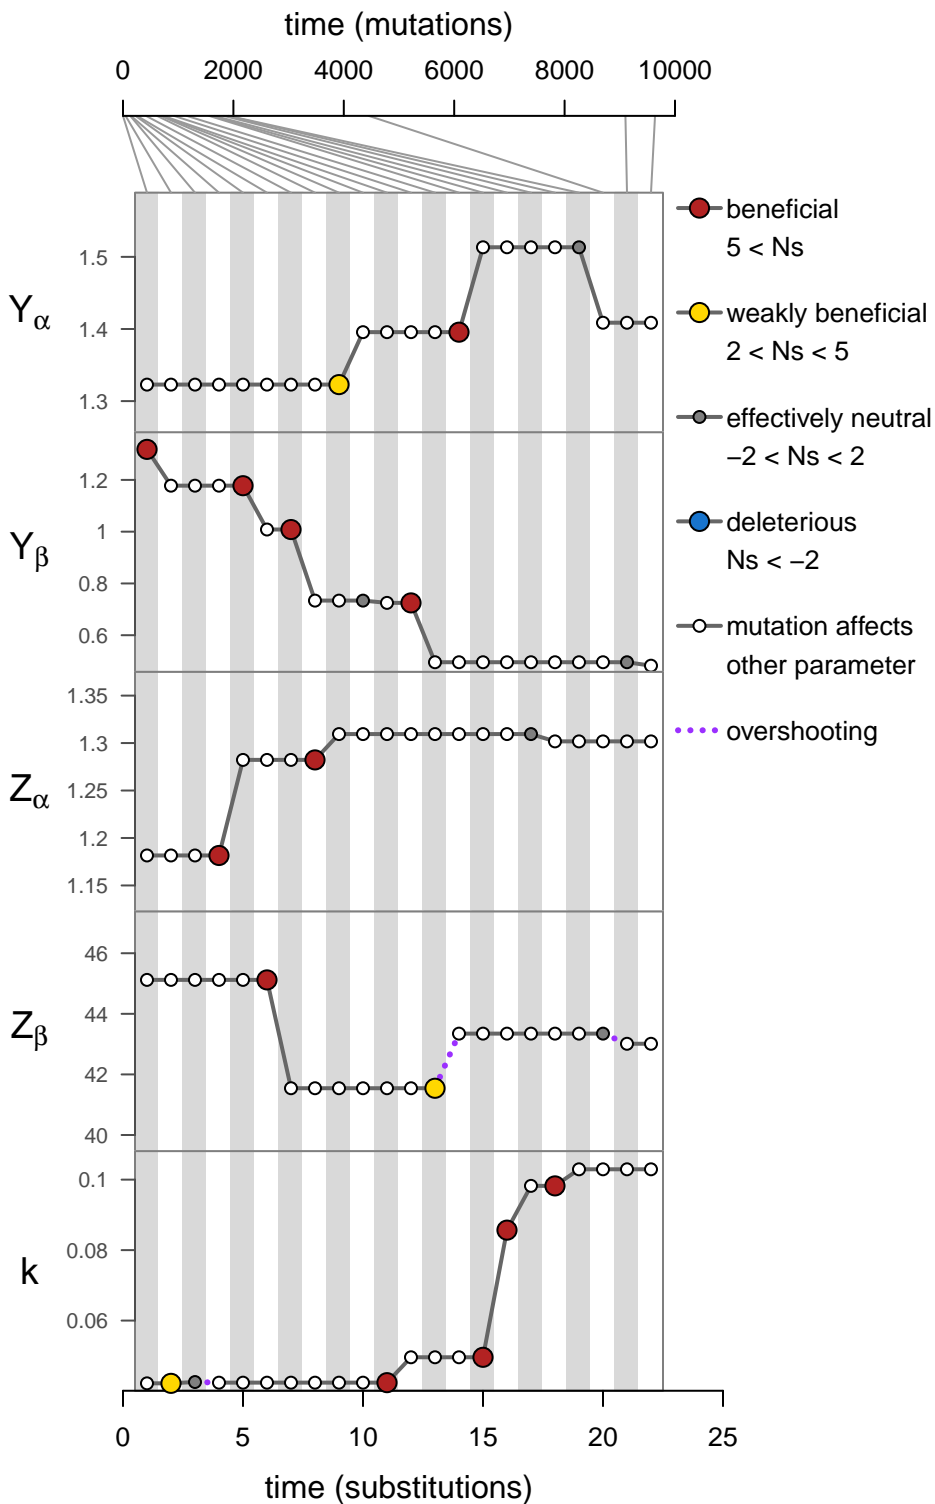 time (mutations)
0 2000 4000 6000 8000 10000
beneficial
5 < Ns
weakly beneficial
2 < Ns < 5
effectively neutral
−2 < Ns < 2
deleterious
Ns < −2
mutation affects
other parameter
overshooting
Yα
1.5
1.4
1.3
Yβ
1.2
1
0.8
0.6
Zα
1.35
1.3
1.25
1.2
1.15
Zβ
46
44
42
40
k
0.1
0.08
0.06
0 5 10 15 20 25
time (substitutions)